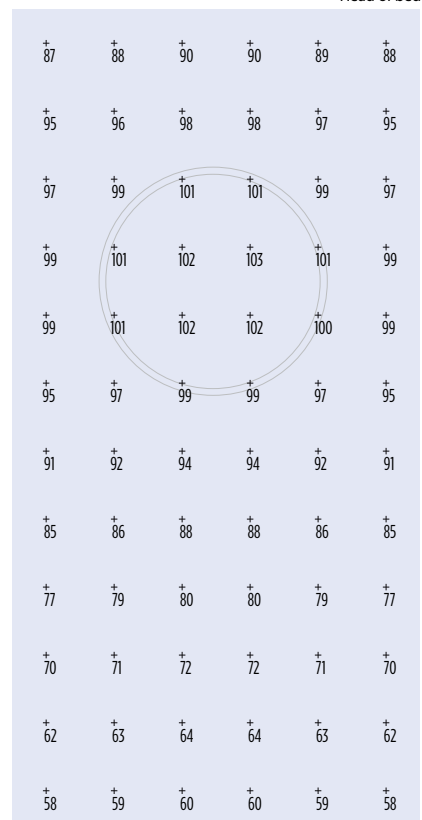 Head of bed
+ + + + + +
87 88 90 90 89 88
+ + + + + +
95 96 98 98 97 95
+ + + + + +
97 99 101 101 99 97
+ + + + + +
99 101 102 103 101 99
+ + + + + +
99 101 102 102 100 99
+ + + + + +
95 97 99 99 97 95
+ + + + + +
91 92 94 94 92 91
+ + + + + +
85 86 88 88 86 85
+ + + + + +
77 79 80 80 79 77
+ + + + + +
70 71 72 72 71 70
+ + + + + +
62 63 64 64 63 62
+ + + + + +
58 59 60 60 59 58